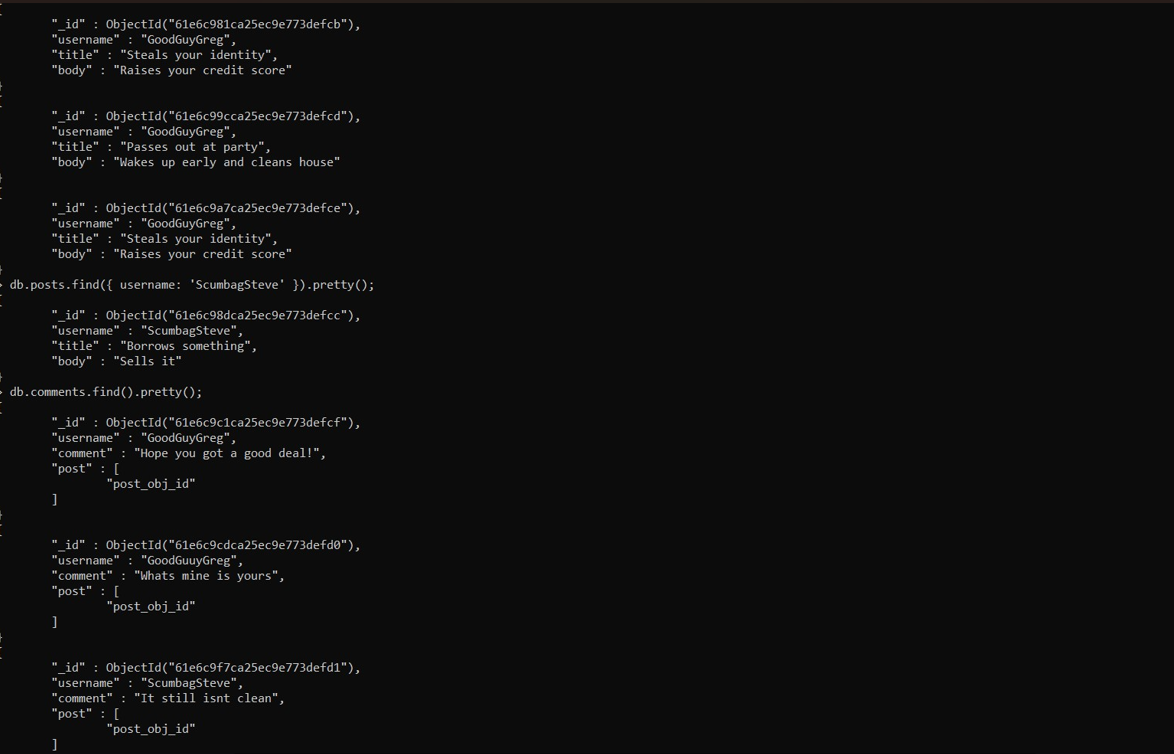 {
"_id" : ObjectId("61e6c981ca25ec9e773defcb"),
"username" : "GoodGuyGreg",
"title" : "Steals your identity",
"body" : "Raises your credit score"
}
{
"_id" : ObjectId("61e6c99cca25ec9e773defcd"),
"username" : "GoodGuyGreg",
"title" : "Passes out at party",
"body" : "Wakes up early and cleans house"
}
{
"_id" : ObjectId("61e6c9a7ca25ec9e773defce"),
"username" : "GoodGuyGreg",
"title" : "Steals your identity",
"body" : "Raises your credit score"
}
> db.posts.find({ username: 'ScumbagSteve' }).pretty();
{
"_id" : ObjectId("61e6c98dca25ec9e773defcc"),
"username" : "ScumbagSteve",
"title" : "Borrows something",
"body" : "Sells it"
}
> db.comments.find().pretty();
{
"_id" : ObjectId("61e6c9c1ca25ec9e773defcf"),
"username" : "GoodGuyGreg",
"comment" : "Hope you got a good deal!",
"post" : [
"post_obj_id"
]
}
{
"_id" : ObjectId("61e6c9cdca25ec9e773defd0"),
"username" : "GoodGuuyGreg",
"comment" : "Whats mine is yours",
"post" : [
"post_obj_id"
]
}
{
"_id" : ObjectId("61e6c9f7ca25ec9e773defd1"),
"username" : "ScumbagSteve",
"comment" : "It still isnt clean",
"post" : [
"post_obj_id"
]